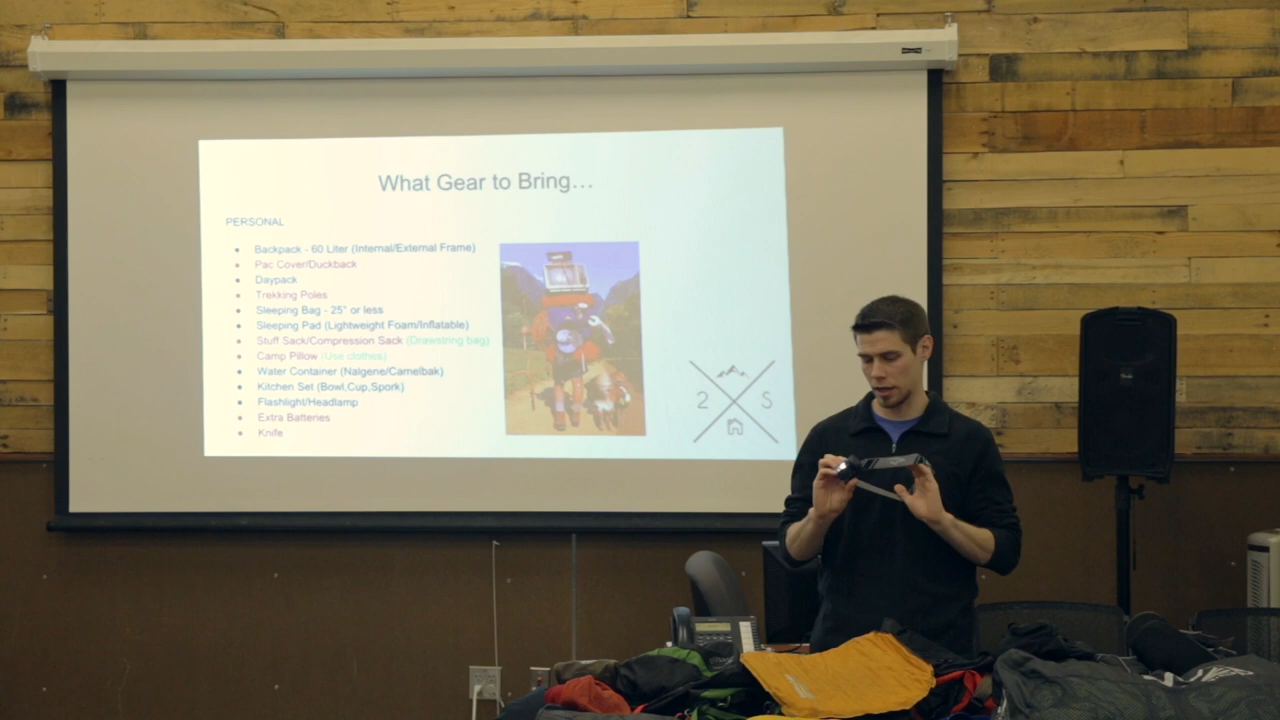 What Gear to Bring...
PERSONAL
Backpack - 60 Liter (Internal/External Frame)
Pac Cover/Duckback
Daypack
Trekking Poles
Sleeping Bag - 25° or less
Sleeping Pad (Lightweight Foam/Inflatable)
Stuff Sack/Compression Sack (Drawstring bag)
Camp Pillow (Use clothes)
Water Container (Nalgene/Camelbak)
Kitchen Set (Bowl,Cup,Spork)
Flashlight/Headlamp
Extra Batteries
Knife
2 S